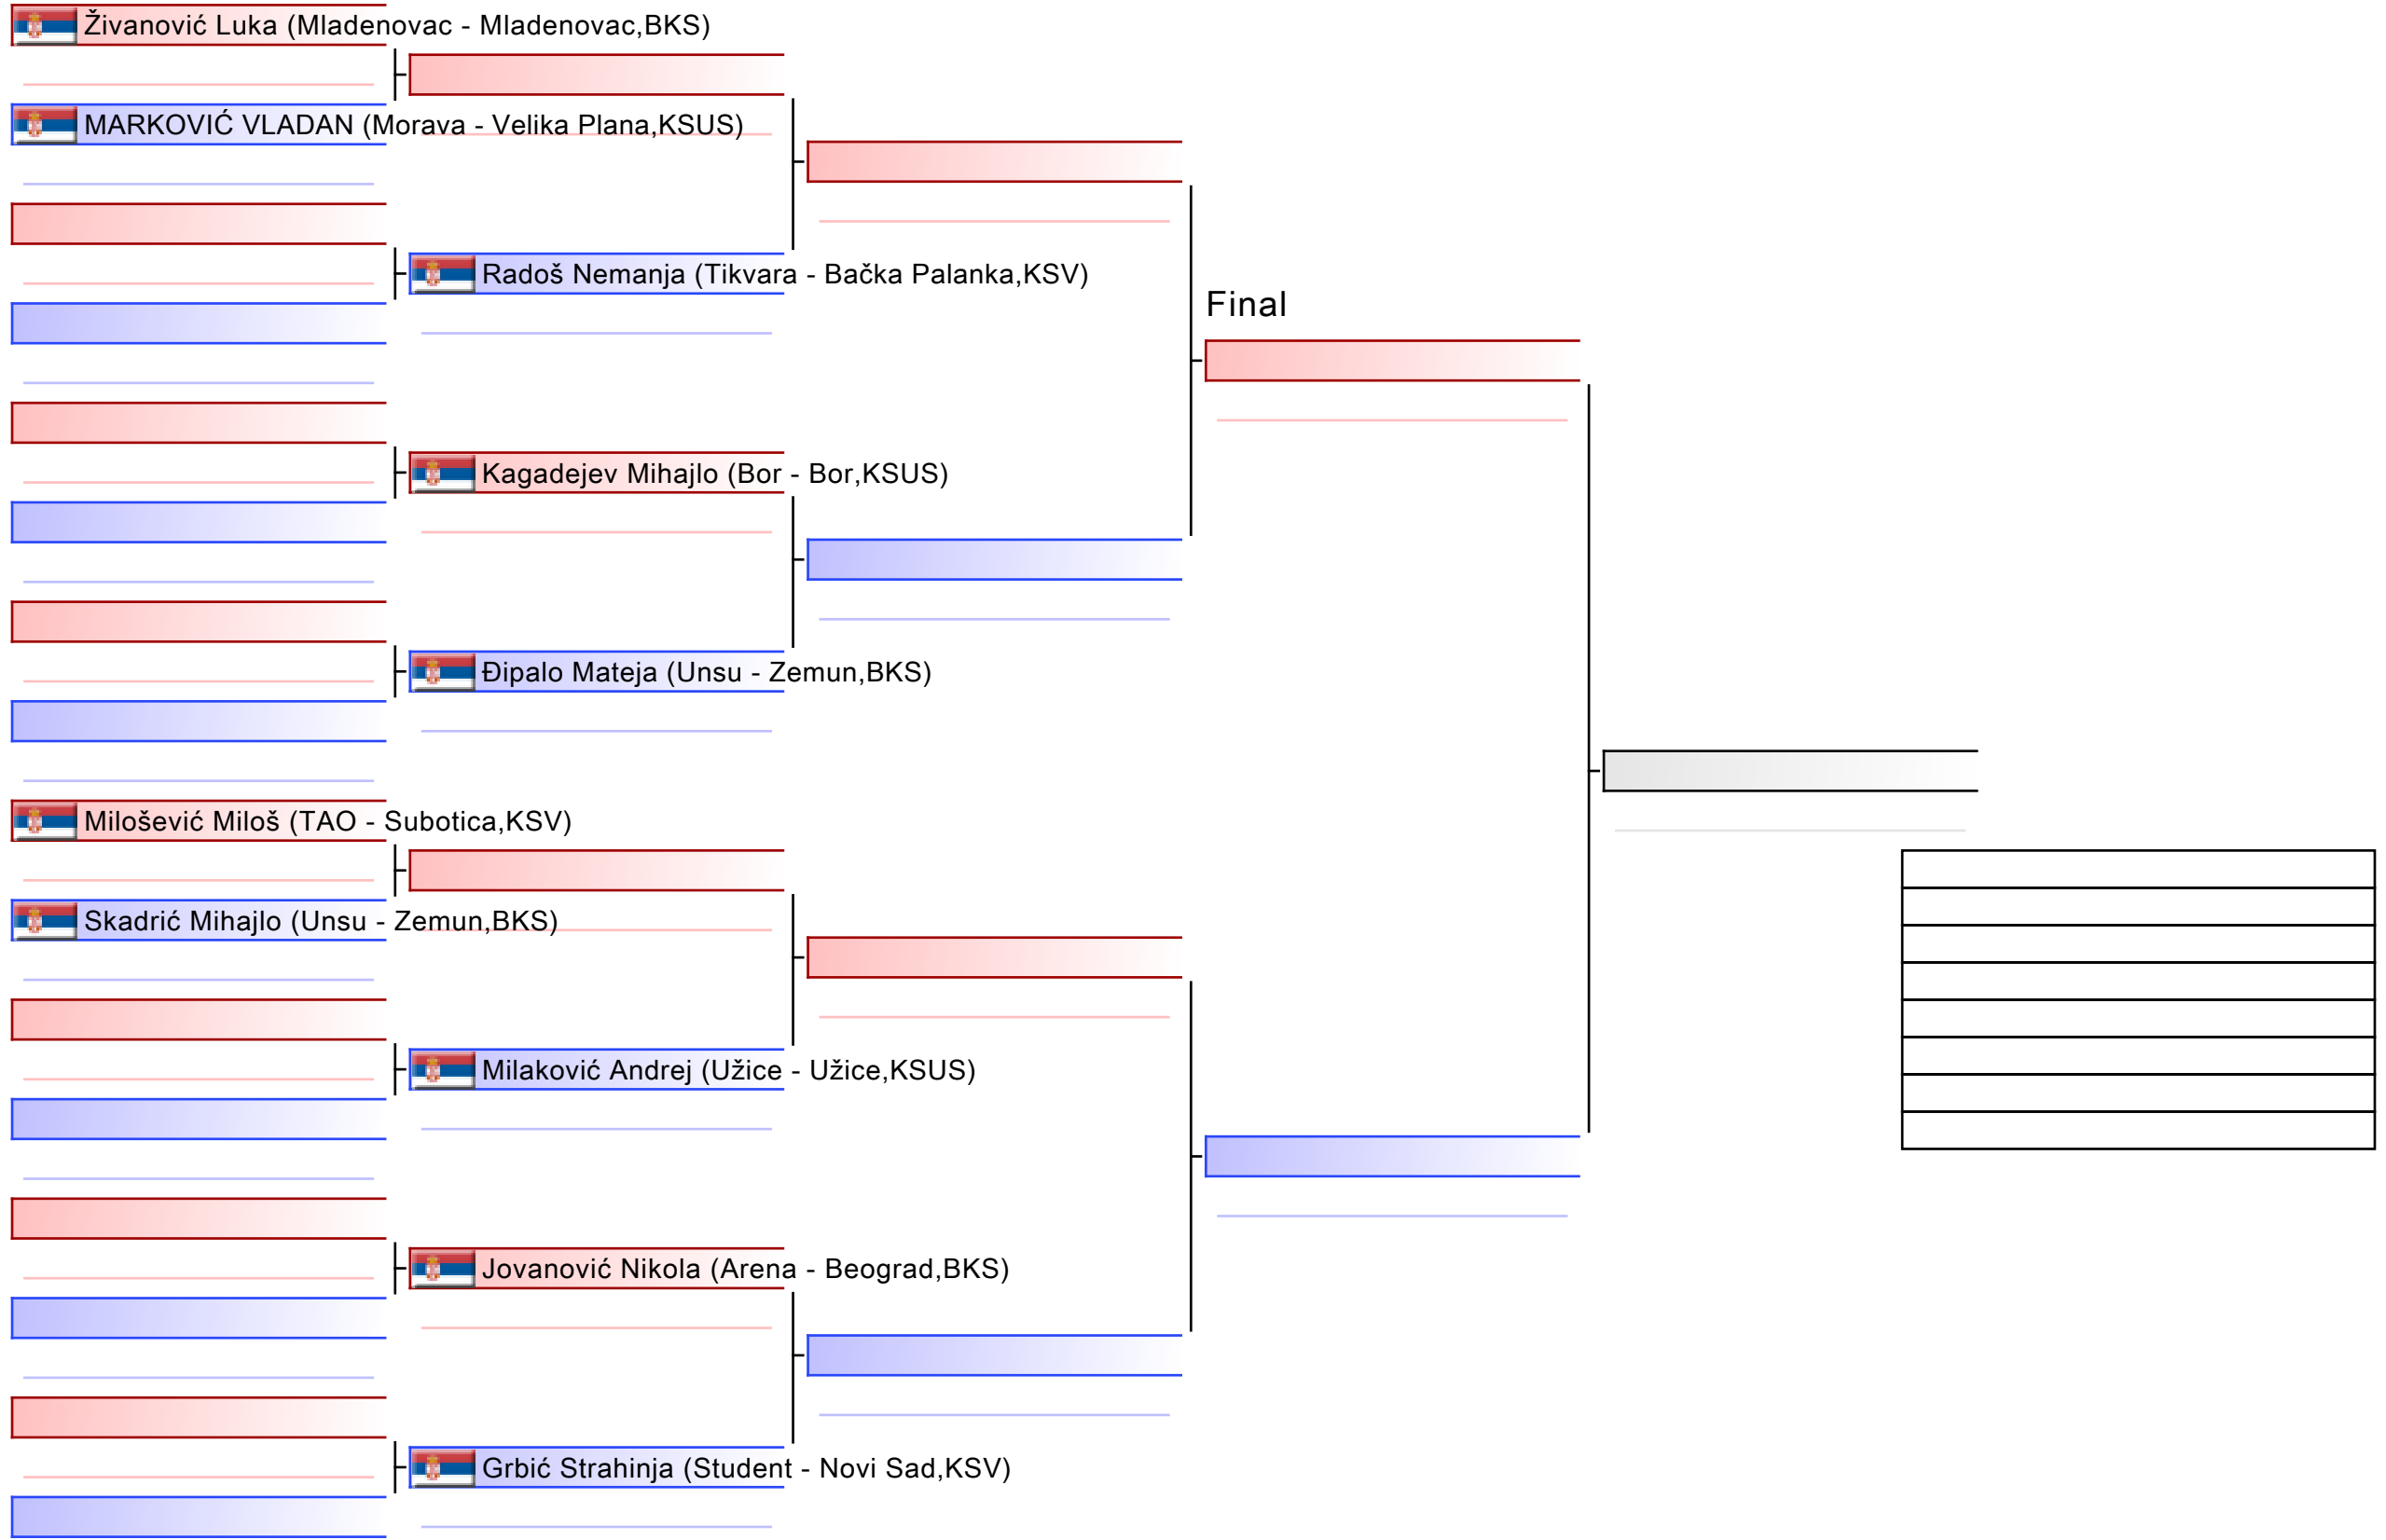 Živanović Luka (Mladenovac - Mladenovac,BKS)
MARKOVIĆ VLADAN (Morava - Velika Plana,KSUS)
Radoš Nemanja (Tikvara - Bačka Palanka,KSV)
Final
Kagadejev Mihajlo (Bor - Bor,KSUS)
Đipalo Mateja (Unsu - Zemun,BKS)
Milošević Miloš (TAO - Subotica,KSV)
Skadrić Mihajlo (Unsu - Zemun,BKS)
Milaković Andrej (Užice - Užice,KSUS)
Jovanović Nikola (Arena - Beograd,BKS)
Grbić Strahinja (Student - Novi Sad,KSV)